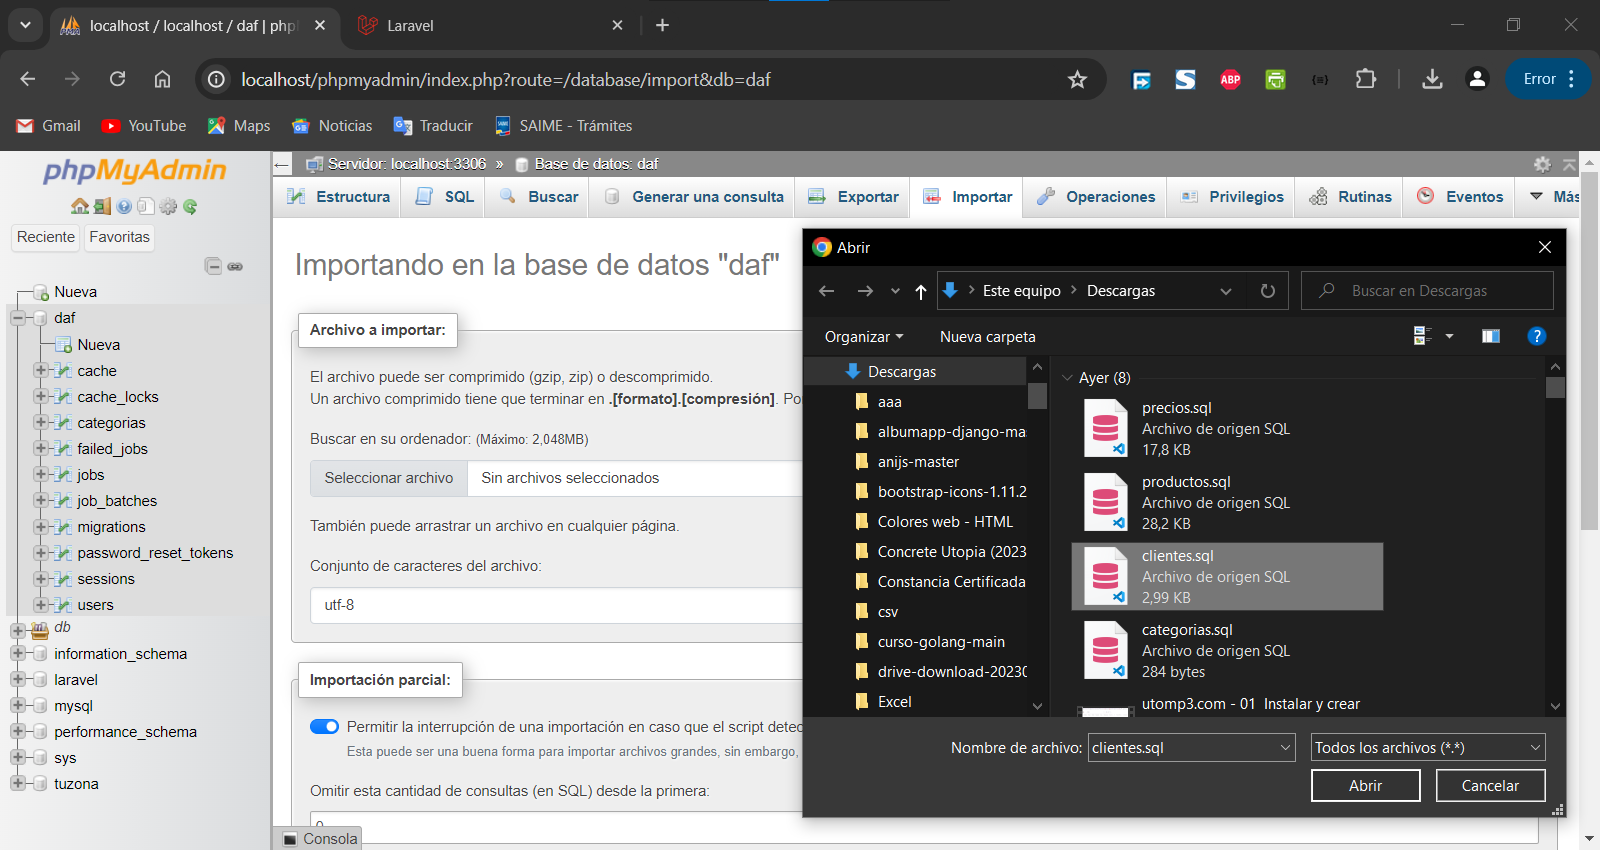 localhost / localhost / daf | php
Laravel
localhost/phpmyadmin/index.php?route=/database/import&db=daf
ABP
Error
Gmail
YouTube
Maps
Noticias
Traducir
SAIME - Trámites
phpMyAdmin
Reciente
Favoritas
Nueva
daf
Nueva
cache
cache_locks
categorias
failed_jobs
jobs
job_batches
migrations
password_reset_tokens
sessions
users
db
information_schema
laravel
mysql
performance_schema
sys
tuzona
Servidor: localhost:3306 » Base de datos: daf
Estructura
SQL
Buscar
Generar una consulta
Exportar
Importar
Operaciones
Privilegios
Rutinas
Eventos
Más
Importando en la base de datos "daf"
Archivo a importar:
El archivo puede ser comprimido (gzip, zip) o descomprimido.
Un archivo comprimido tiene que terminar en .[formato].[compresión]. Po
Buscar en su ordenador: (Máximo: 2,048MB)
Seleccionar archivo
Sin archivos seleccionados
También puede arrastrar un archivo en cualquier página.
Conjunto de caracteres del archivo:
utf-8
Importación parcial:
Permitir la interrupción de una importación en caso que el script detec
Esta puede ser una buena forma para importar archivos grandes, sin embargo,
Omitir esta cantidad de consultas (en SQL) desde la primera:
0
Consola
Abrir
Este equipo
Descargas
Buscar en Descargas
Organizar
Nueva carpeta
Descargas
aaa
albumapp-django-mas
anijs-master
bootstrap-icons-1.11.2
Colores web - HTML
Concrete Utopia (2023
Constancia Certificada
csv
curso-golang-main
drive-download-20230
Excel
Ayer (8)
precios.sql
Archivo de origen SQL
17,8 KB
productos.sql
Archivo de origen SQL
28,2 KB
clientes.sql
Archivo de origen SQL
2,99 KB
categorias.sql
Archivo de origen SQL
284 bytes
utomp3.com - 01 Instalar y crear
Nombre de archivo:
clientes.sql
Todos los archivos (*.*)
Abrir
Cancelar